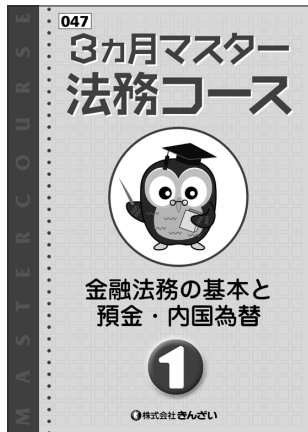 047
3ヵ月マスター
法務コース
MASTER COURSE
金融法務の基本と
預金・内国為替
1
株式会社きんざい